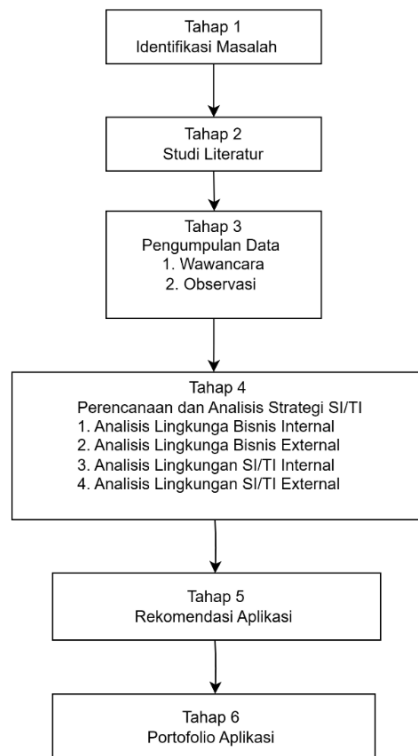 Tahap 1
Identifikasi Masalah
Tahap 2
Studi Literatur
Tahap 3
Pengumpulan Data
1. Wawancara
2. Observasi
Tahap 4
Perencanaan dan Analisis Strategi SI/TI
1. Analisis Lingkunga Bisnis Internal
2. Analisis Lingkungan Bisnis External
3. Analisis Lingkungan SI/TI Internal
4. Analisis Lingkungan SI/TI External
Tahap 5
Rekomendasi Aplikasi
Tahap 6
Portofolio Aplikasi